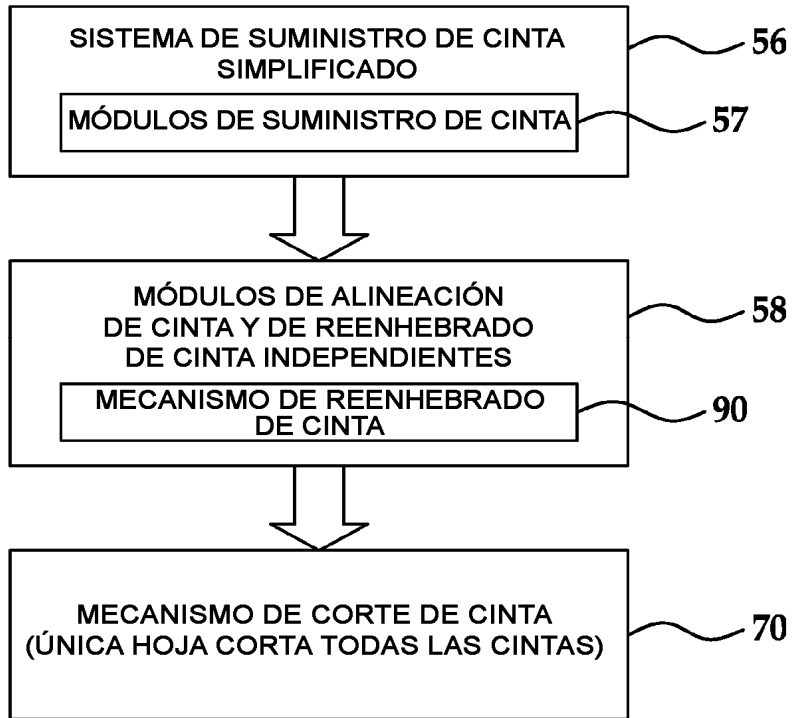 SISTEMA DE SUMINISTRO DE CINTA
SIMPLIFICADO
56
MÓDULOS DE SUMINISTRO DE CINTA
57
MÓDULOS DE ALINEACIÓN
DE CINTA Y DE REENHEBRADO
DE CINTA INDEPENDIENTES
58
MECANISMO DE REENHEBRADO
DE CINTA
90
MECANISMO DE CORTE DE CINTA
(ÚNICA HOJA CORTA TODAS LAS CINTAS)
70